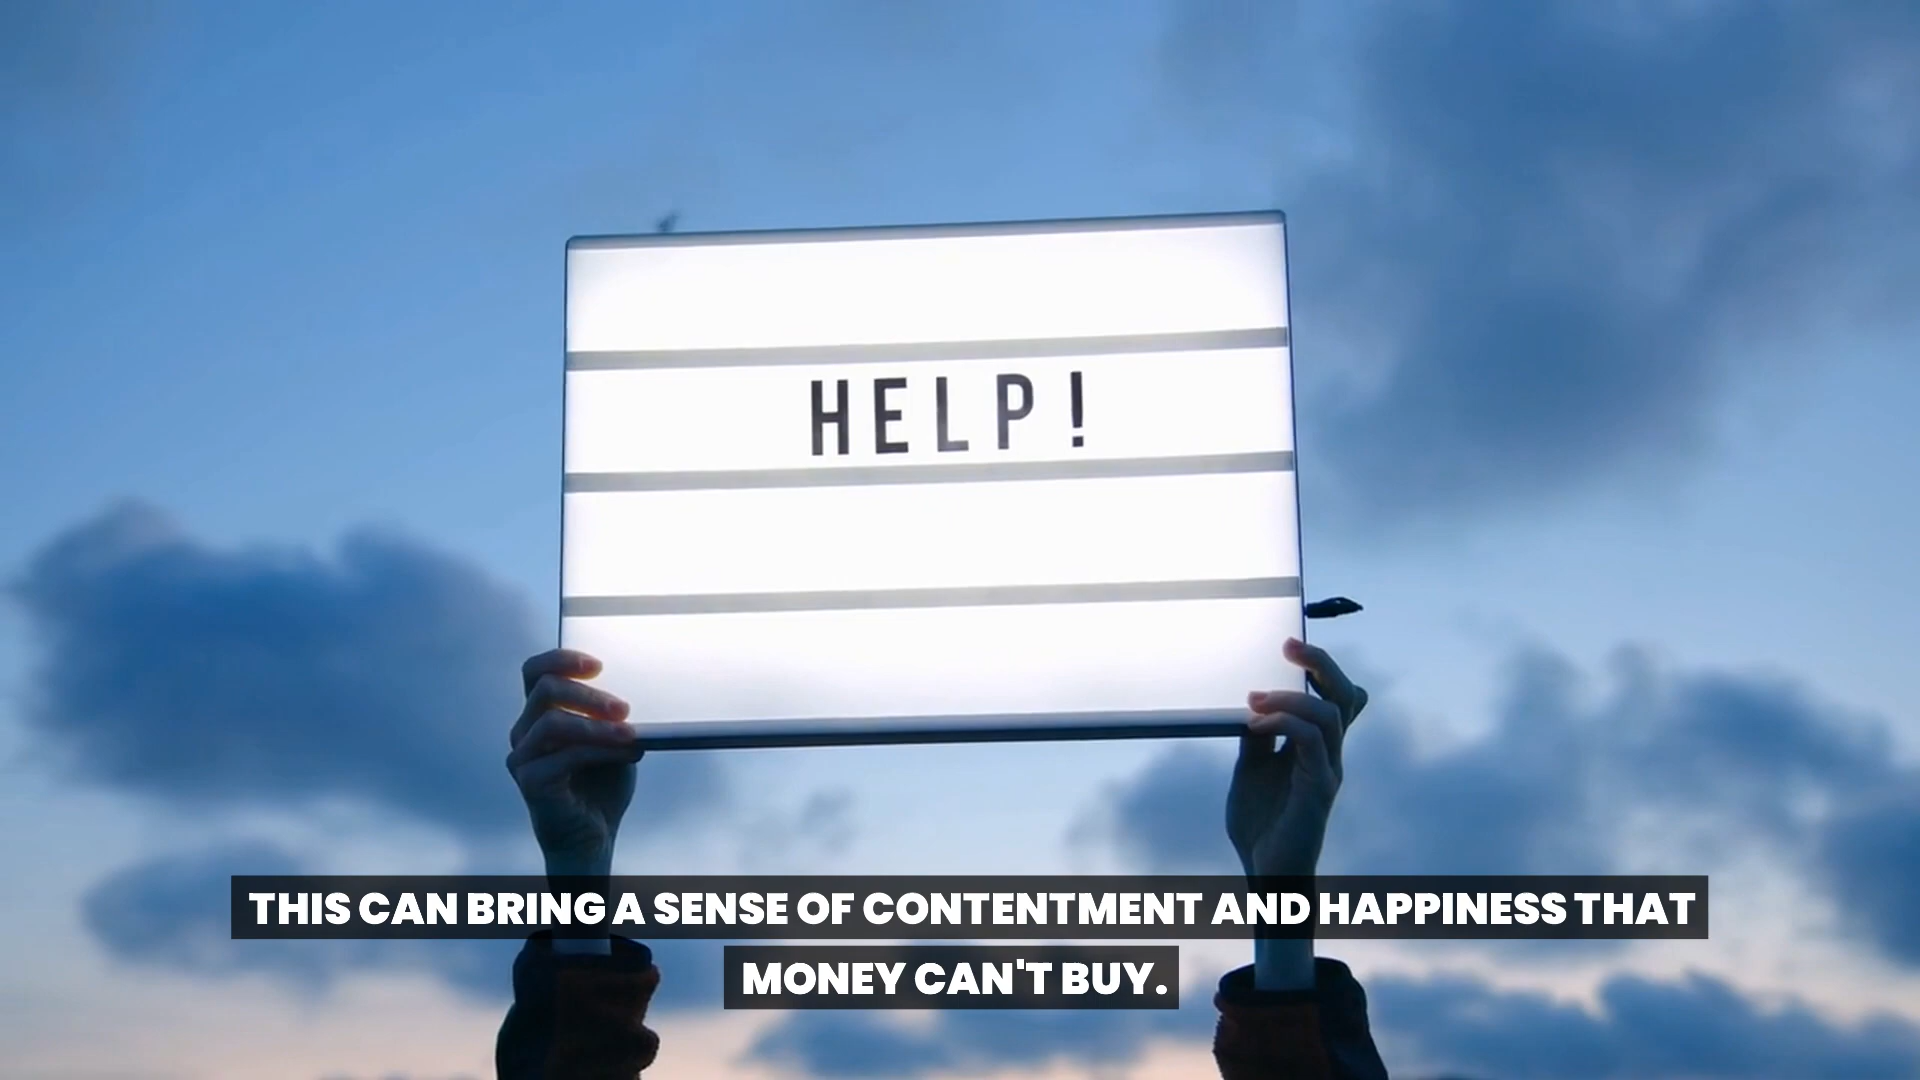 HELP!
THIS CAN BRING A SENSE OF CONTENTMENT AND HAPPINESS THAT
MONEY CAN'T BUY.